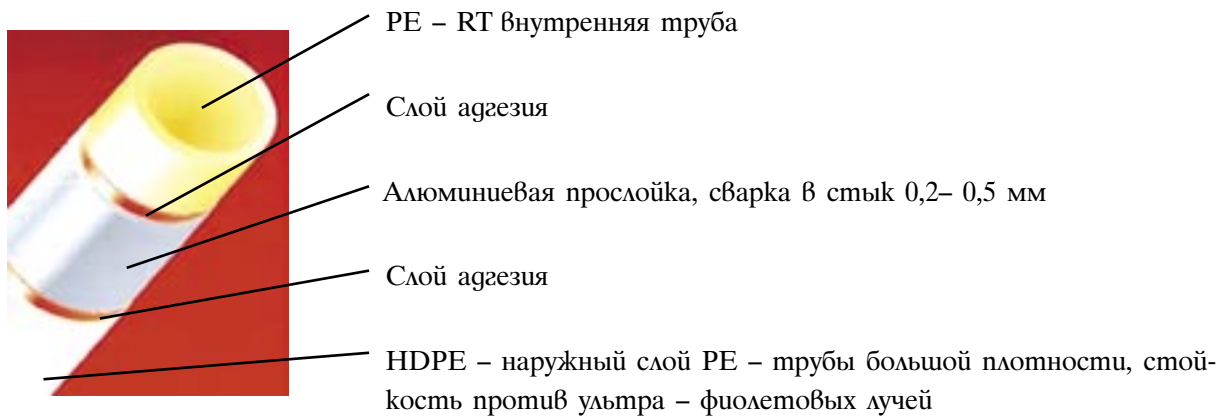 PE – RT внутренняя труба
Слой адгезия
Алюминиевая прослойка, сварка в стык 0,2– 0,5 мм
Слой адгезия
HDPE – наружный слой PE – трубы большой плотности, стой-
кость против ультра – фиолетовых лучей